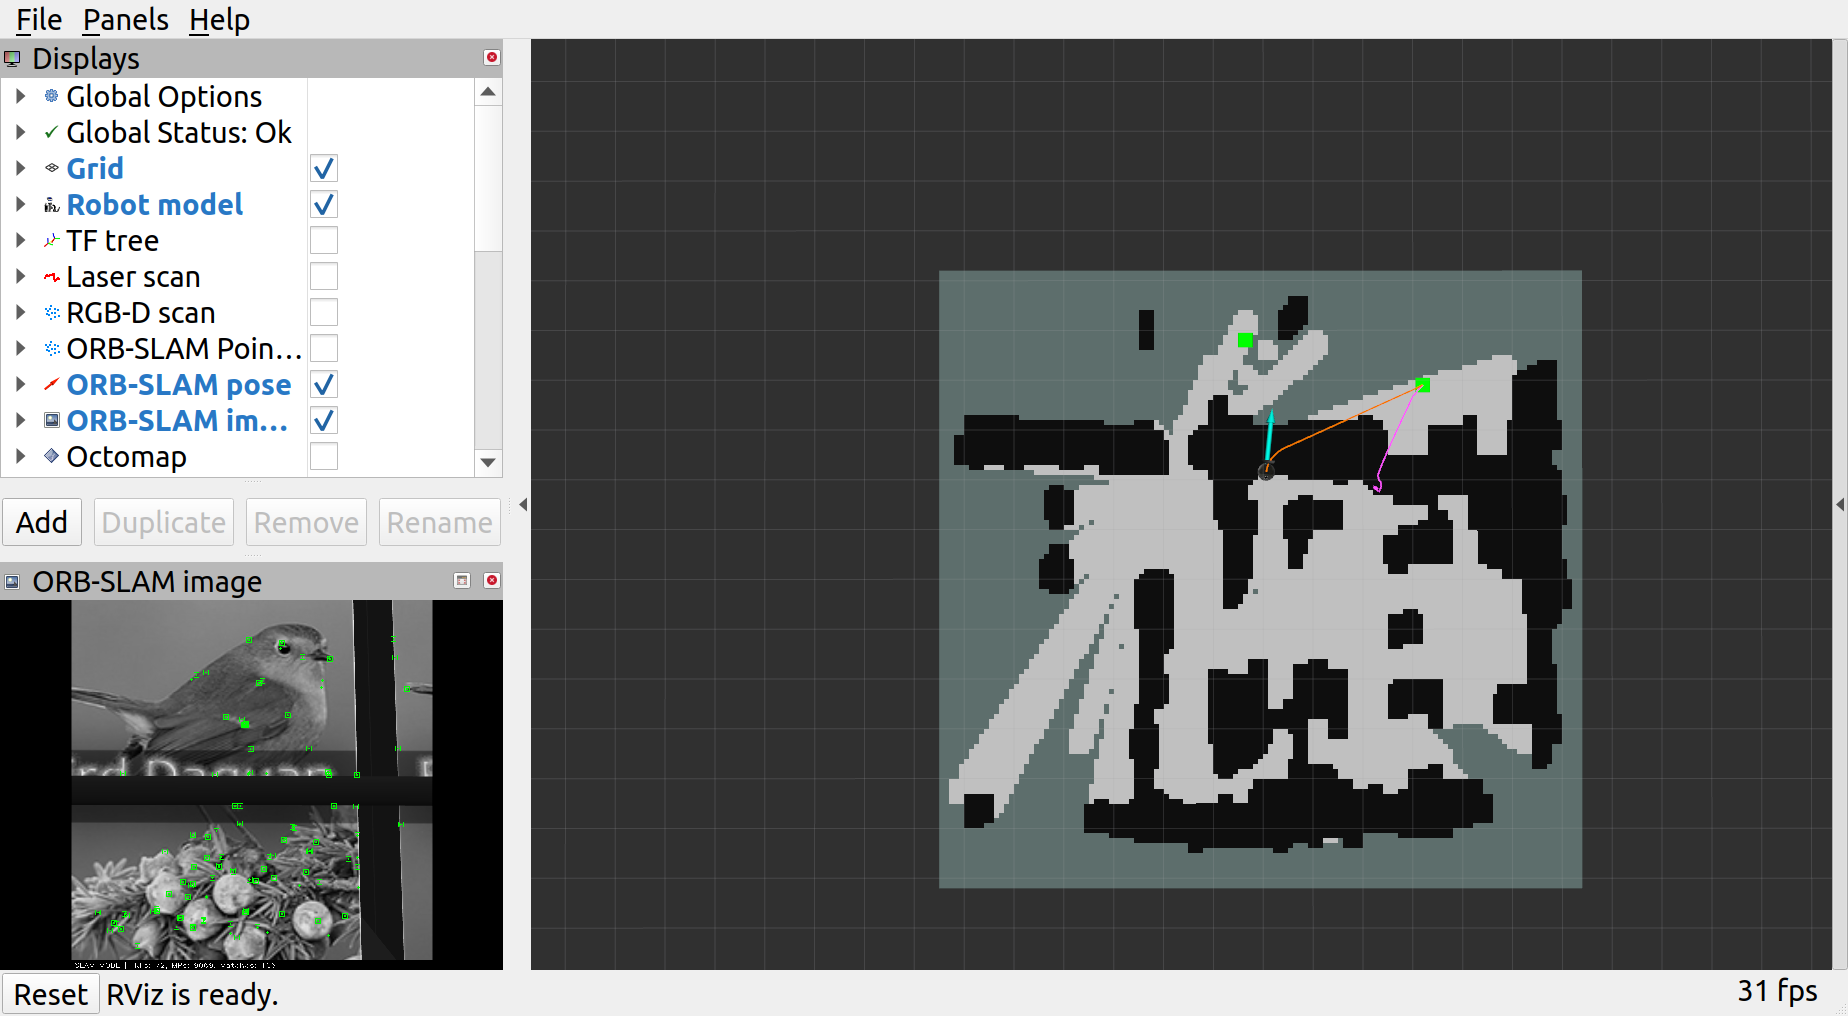 File Panels Help
Displays
Global Options
Global Status: Ok
Grid
Robot model
TF tree
Laser scan
RGB-D scan
ORB-SLAM Poin...
ORB-SLAM pose
ORB-SLAM im...
Octomap
Add Duplicate Remove Rename
ORB-SLAM image
SLAM MODE |
Reset RViz is ready.
31 fps